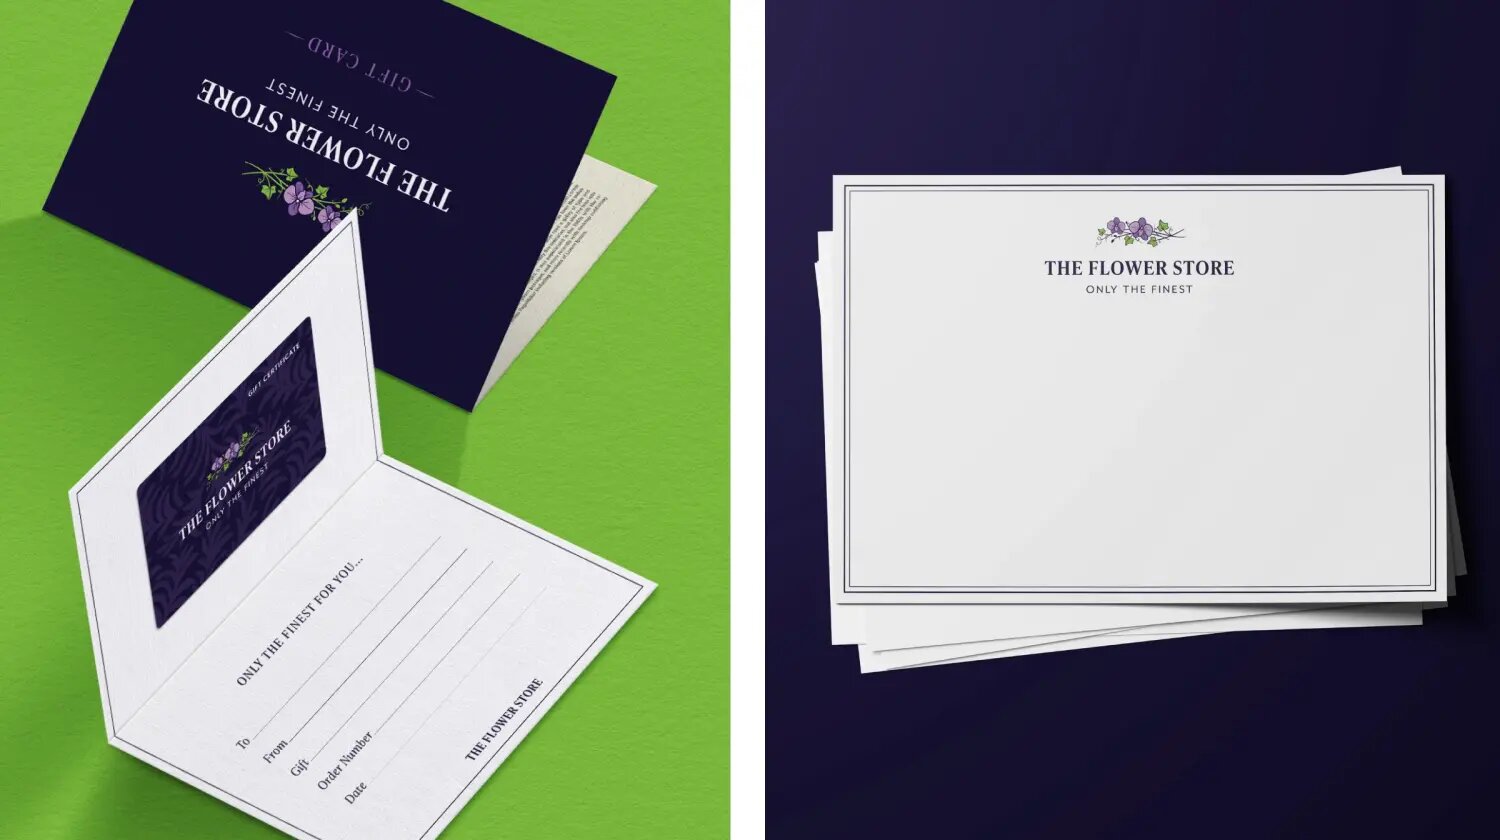 THE FLOWER STORE
ONLY THE FINEST
— GIFT CARD —
GIFT CERTIFICATE
THE FLOWER STORE
ONLY THE FINEST
ONLY THE FINEST FOR YOU...
To
From
Gift
Order Number
Date
THE FLOWER STORE
THE FLOWER STORE
ONLY THE FINEST